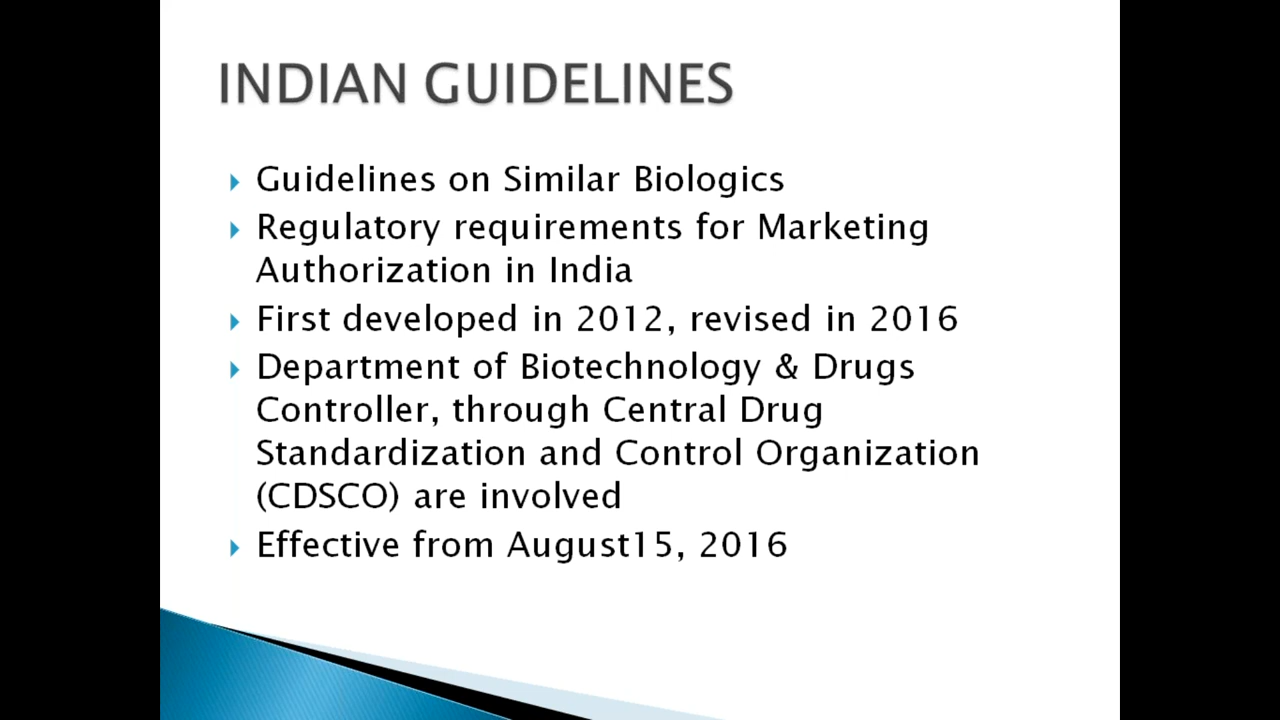 INDIAN GUIDELINES
Guidelines on Similar Biologics
Regulatory requirements for Marketing
Authorization in India
First developed in 2012, revised in 2016
Department of Biotechnology & Drugs
Controller, through Central Drug
Standardization and Control Organization
(CDSCO) are involved
Effective from August15, 2016